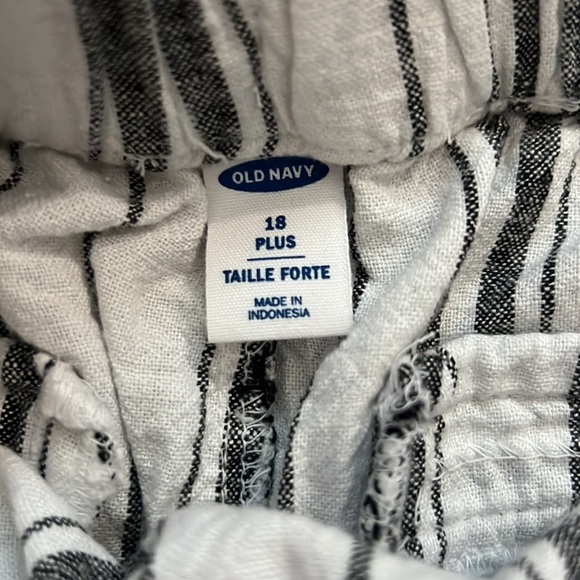 OLD NAVY
18
PLUS
TAILLE FORTE
MADE IN
INDONESIA